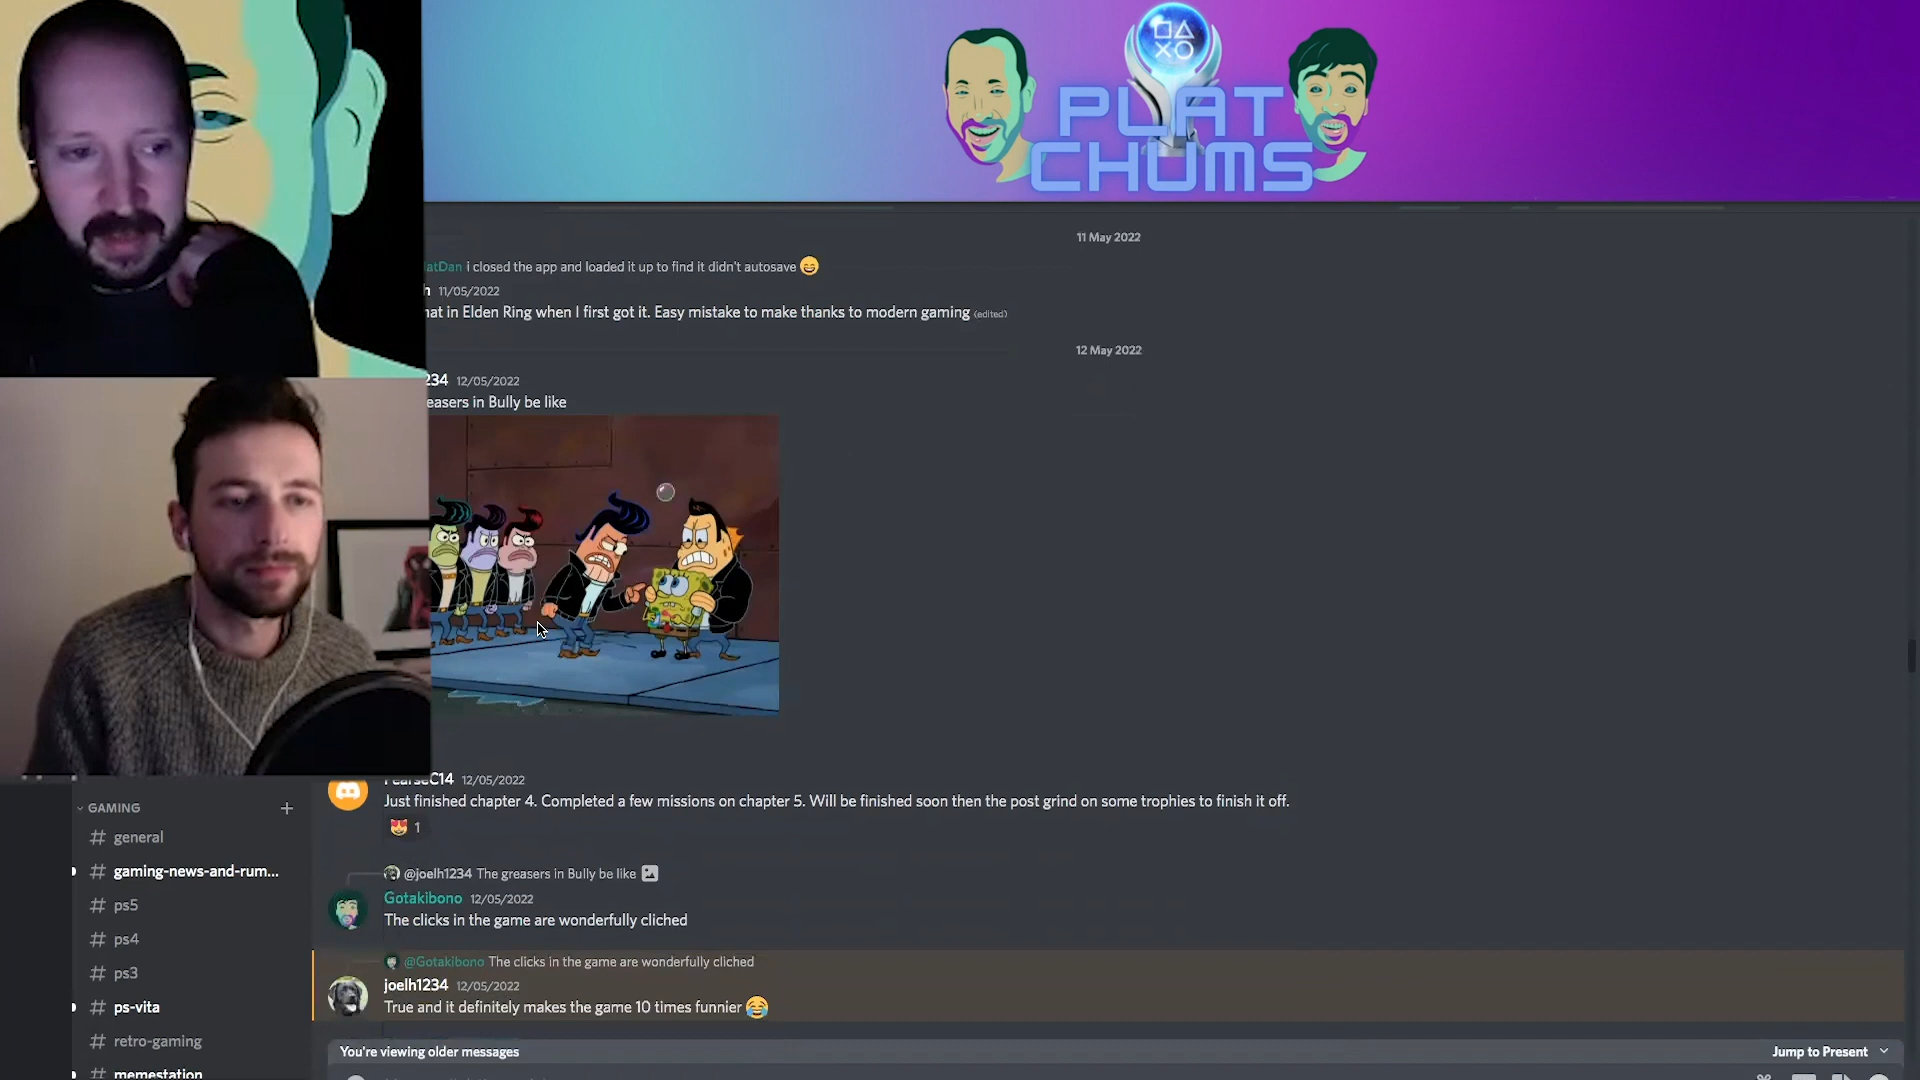 PLAT
CHUMS
11 May 2022
i closed the app and loaded it up to find it didn't autosave
11/05/2022
in Elden Ring when I first got it. Easy mistake to make thanks to modern gaming (edited)
12 May 2022
234 12/05/2022
easers in Bully be like
PearseC14 12/05/2022
Just finished chapter 4. Completed a few missions on chapter 5. Will be finished soon then the post grind on some trophies to finish it off.
1
@joelh1234 The greasers in Bully be like
Gotakibono 12/05/2022
The clicks in the game are wonderfully cliched
@Gotakibono The clicks in the game are wonderfully cliched
joelh1234 12/05/2022
True and it definitely makes the game 10 times funnier
You're viewing older messages
Jump to Present
GAMING
# general
# gaming-news-and-rum...
# ps5
# ps4
# ps3
# ps-vita
# retro-gaming
# memestation